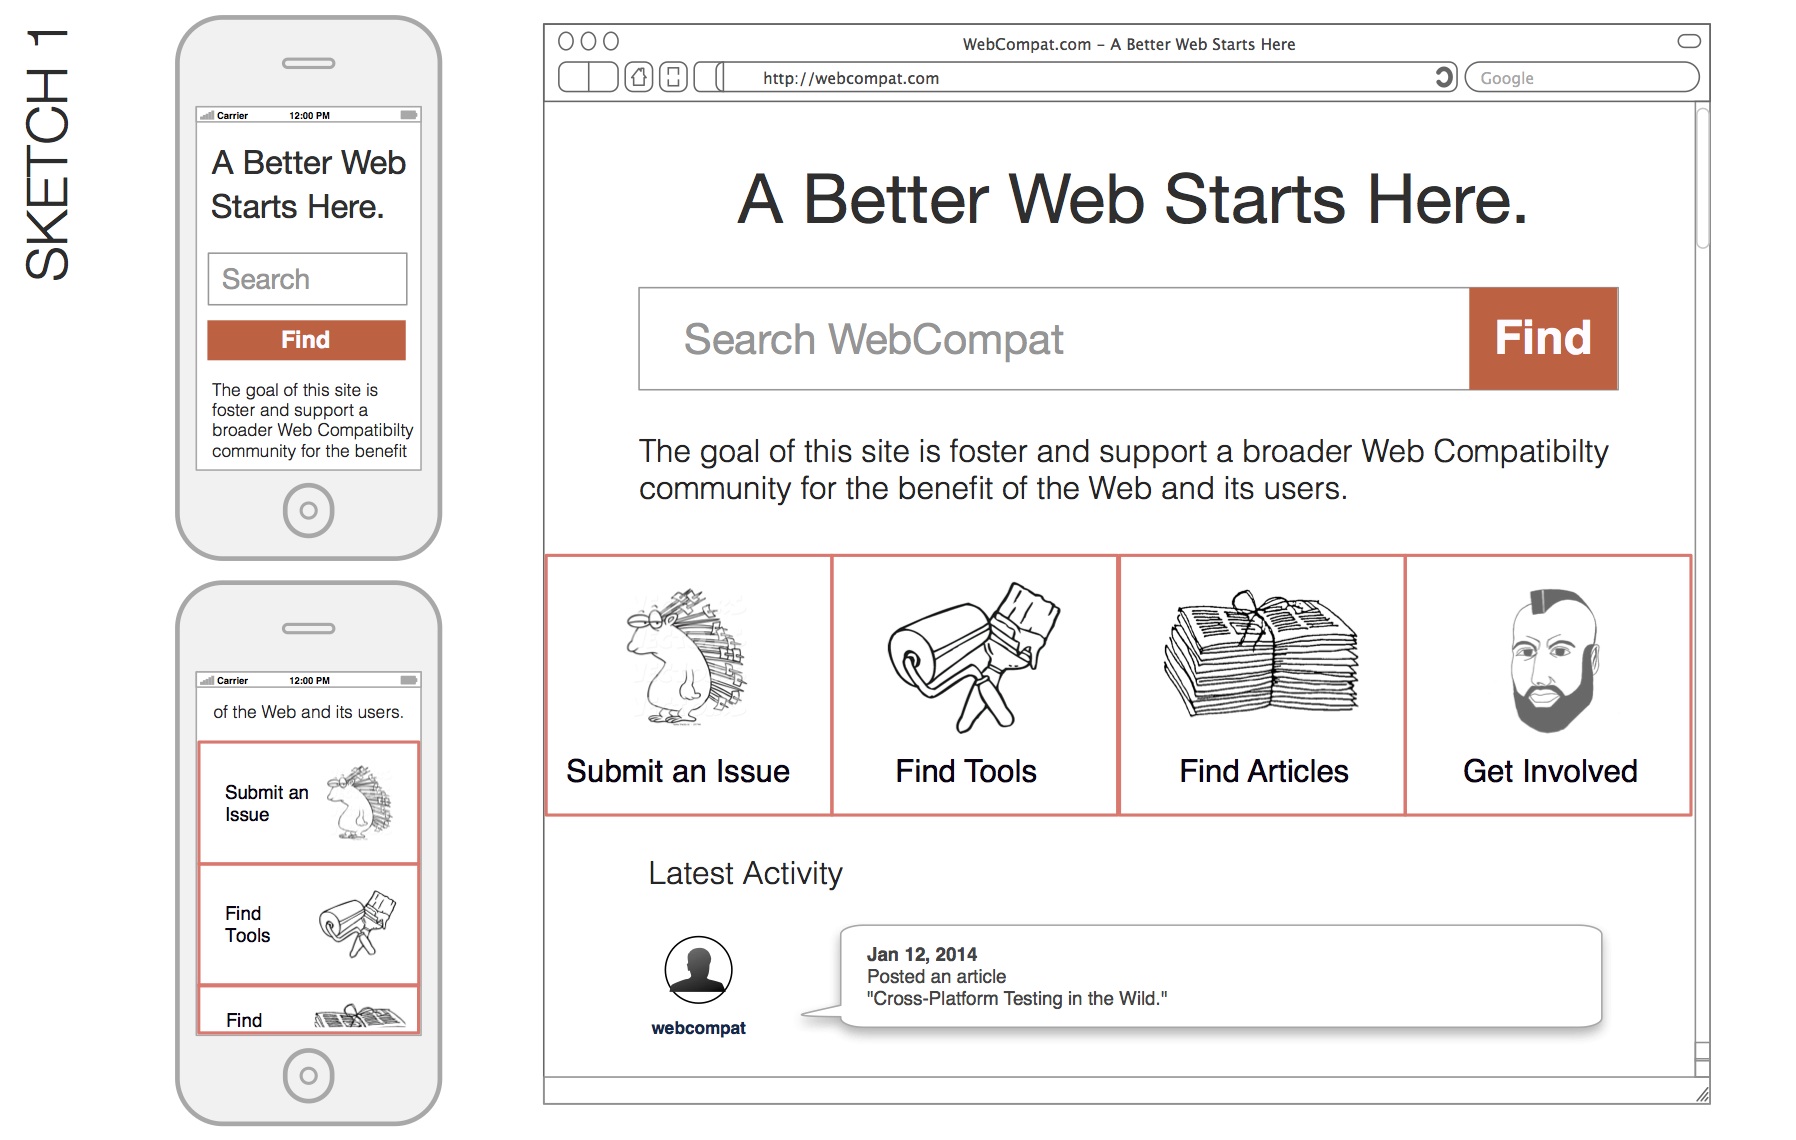 SKETCH 1
Carrier 12:00 PM
A Better Web
Starts Here.
Search
Find
The goal of this site is
foster and support a
broader Web Compatibilty
community for the benefit
Carrier 12:00 PM
of the Web and its users.
Submit an
Issue
Find
Tools
Find
WebCompat.com – A Better Web Starts Here
http://webcompat.com
Google
A Better Web Starts Here.
Search WebCompat
Find
The goal of this site is foster and support a broader Web Compatibilty
community for the benefit of the Web and its users.
Submit an Issue
Find Tools
Find Articles
Get Involved
Latest Activity
webcompat
Jan 12, 2014
Posted an article
"Cross-Platform Testing in the Wild."